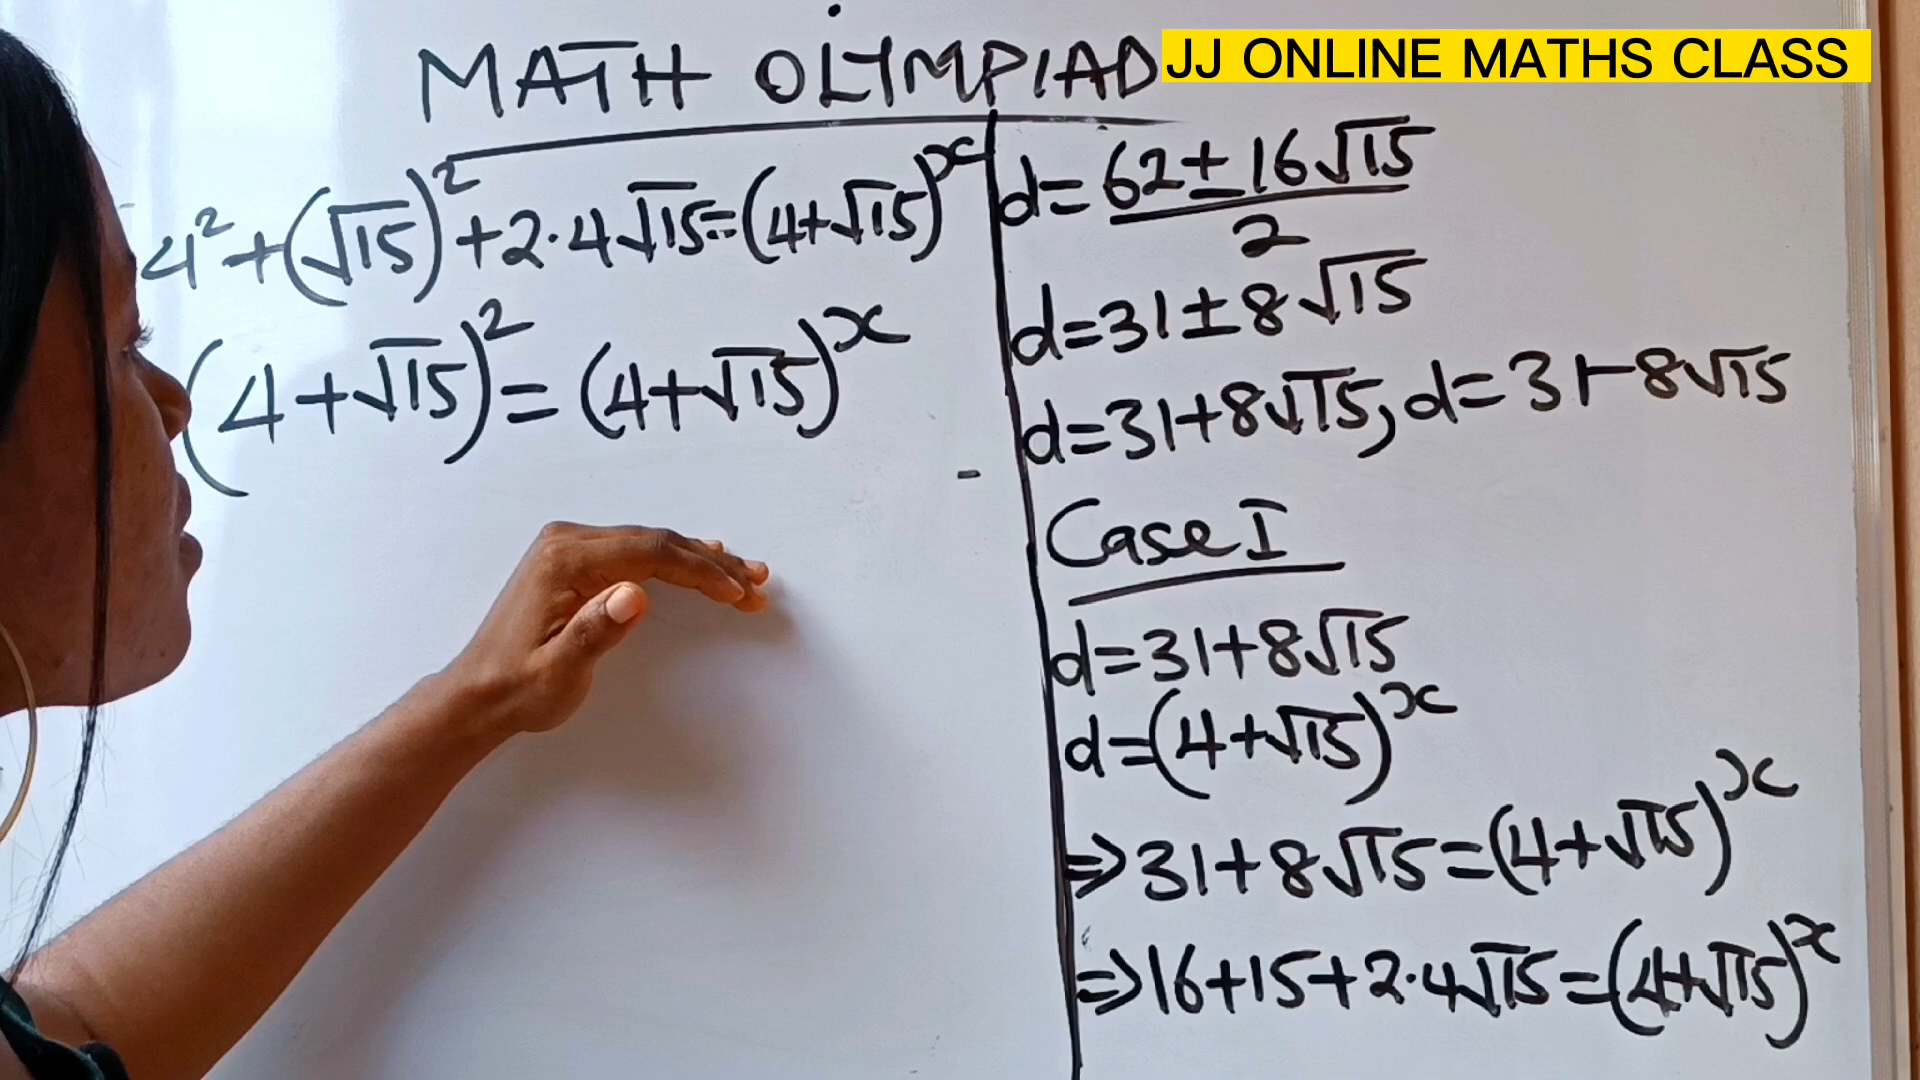 MATH OLYMPIAD
JJ ONLINE MATHS CLASS
4²+(√15)²+2·4√15=(4+√15)ˣ
(4+√15)²=(4+√15)ˣ
d=62±16√15/2
d=31±8√15
d=31+8√15, d=31-8√15
Case I
d=31+8√15
d=(4+√15)ˣ
⇒31+8√15=(4+√15)ˣ
⇒16+15+2·4√15=(4+√15)ˣ